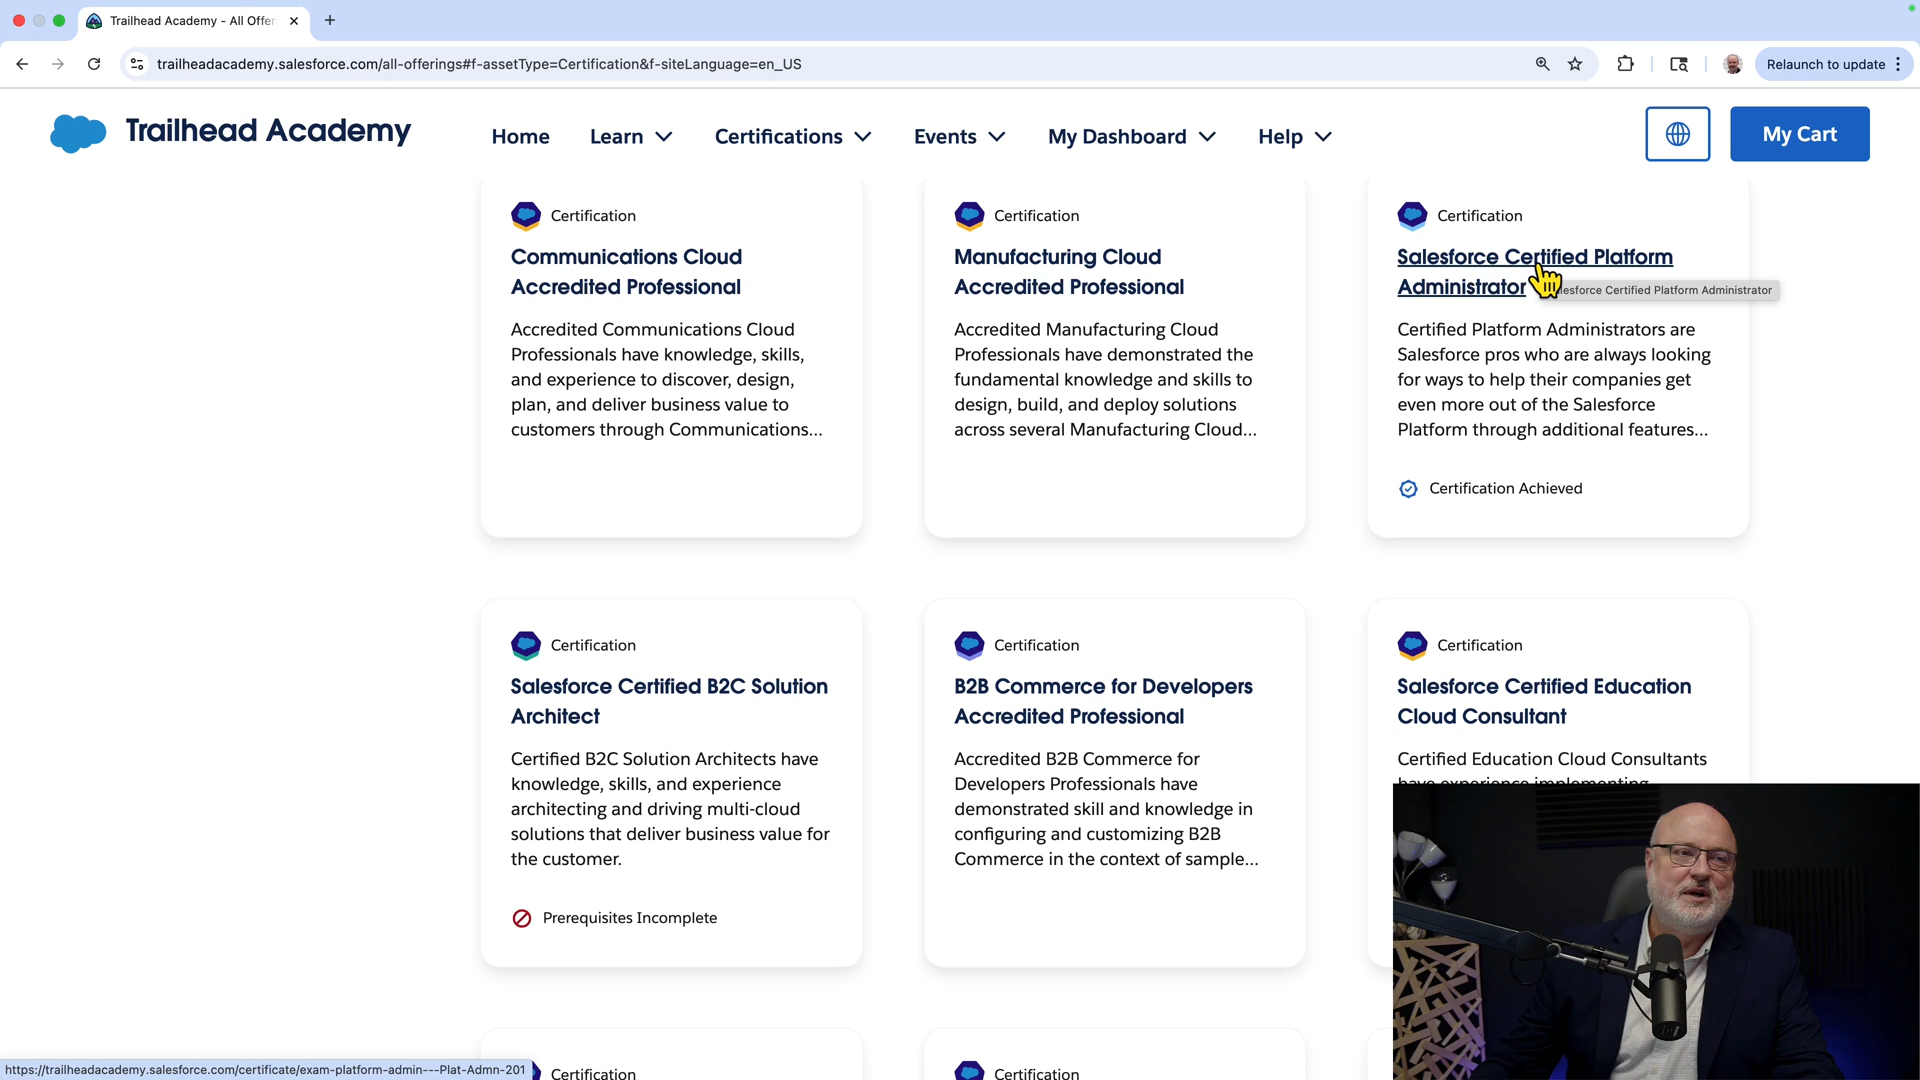 Trailhead Academy - All Offer
trailheadacademy.salesforce.com/all-offerings#f-assetType=Certification&f-siteLanguage=en_US
Relaunch to update
Trailhead Academy
Home
Learn
Certifications
Events
My Dashboard
Help
My Cart
Certification
Communications Cloud
Accredited Professional
Accredited Communications Cloud
Professionals have knowledge, skills,
and experience to discover, design,
plan, and deliver business value to
customers through Communications...
Certification
Manufacturing Cloud
Accredited Professional
Accredited Manufacturing Cloud
Professionals have demonstrated the
fundamental knowledge and skills to
design, build, and deploy solutions
across several Manufacturing Cloud...
Certification
Salesforce Certified Platform
Administrator
Salesforce Certified Platform Administrator
Certified Platform Administrators are
Salesforce pros who are always looking
for ways to help their companies get
even more out of the Salesforce
Platform through additional features...
Certification Achieved
Certification
Salesforce Certified B2C Solution
Architect
Certified B2C Solution Architects have
knowledge, skills, and experience
architecting and driving multi-cloud
solutions that deliver business value for
the customer.
Prerequisites Incomplete
Certification
B2B Commerce for Developers
Accredited Professional
Accredited B2B Commerce for
Developers Professionals have
demonstrated skill and knowledge in
configuring and customizing B2B
Commerce in the context of sample...
Certification
Salesforce Certified Education
Cloud Consultant
Certified Education Cloud Consultants
have experience implementing
Certification
Certification
https://trailheadacademy.salesforce.com/certificate/exam-platform-admin---Plat-Admn-201